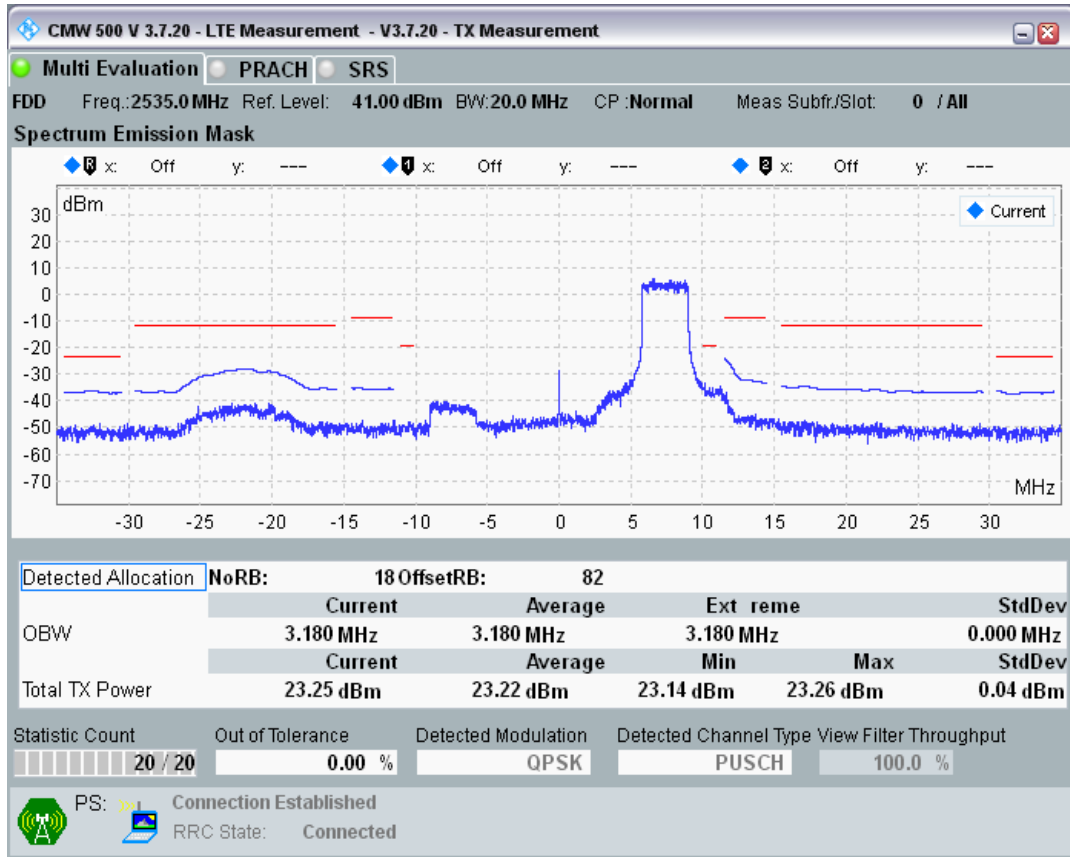 CMW 500 V 3.7.20 - LTE Measurement - V3.7.20 - TX Measurement
Multi Evaluation PRACH SRS
FDD Freq.:2535.0 MHz Ref. Level: 41.00 dBm BW:20.0 MHz CP :Normal Meas Subfr./Slot: 0 / All
Spectrum Emission Mask
R x: Off y: --- 1 x: Off y: --- 2 x: Off y: ---
dBm
Current
30
20
10
0
-10
-20
-30
-40
-50
-60
-70
MHz
-30 -25 -20 -15 -10 -5 0 5 10 15 20 25 30
Detected Allocation NoRB: 18 OffsetRB: 82
Current Average Ext reme StdDev
OBW 3.180 MHz 3.180 MHz 3.180 MHz 0.000 MHz
Current Average Min Max StdDev
Total TX Power 23.25 dBm 23.22 dBm 23.14 dBm 23.26 dBm 0.04 dBm
Statistic Count Out of Tolerance Detected Modulation Detected Channel Type View Filter Throughput
20 / 20 0.00 % QPSK PUSCH 100.0 %
PS: Connection Established
RRC State: Connected